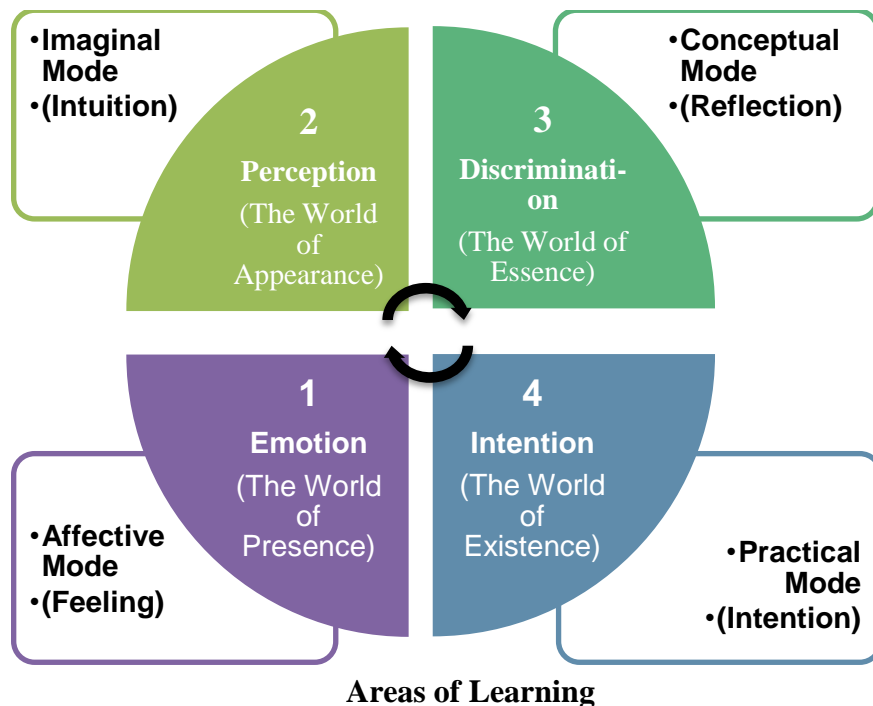 •Imaginal
Mode
•(Intuition)
2
Perception
(The World
of
Appearance)
3
Discriminati-
on
(The World of
Essence)
•Conceptual
Mode
•(Reflection)
1
Emotion
(The World
of
Presence)
4
Intention
(The World
of
Existence)
•Affective
Mode
•(Feeling)
•Practical
Mode
•(Intention)
Areas of Learning